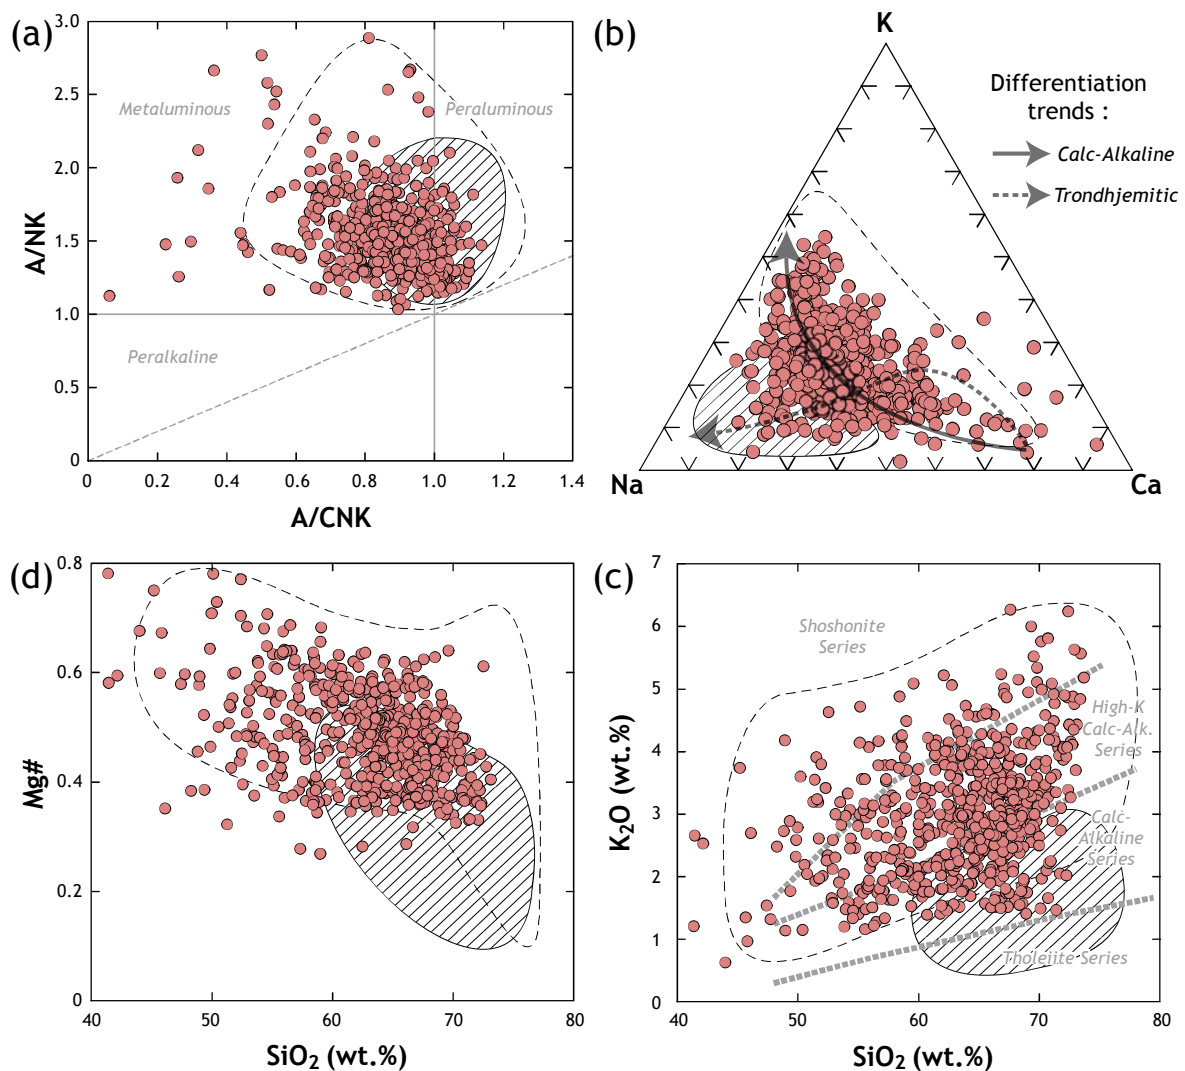 (a)
3.0
2.5
2.0
1.5
1.0
0.5
0
A/NK
Metaluminous
Peraluminous
Peralkaline
0 0.2 0.4 0.6 0.8 1.0 1.2 1.4
A/CNK
(b)
K
Differentiation
trends :
Calc-Alkaline
Trondhjemitic
Na
Ca
(d)
0.8
0.6
0.4
0.2
0
Mg#
40 50 60 70 80
SiO2 (wt.%)
(c)
7
6
5
4
3
2
1
0
K2O (wt.%)
Shoshonite
Series
High-K
Calc-Alk.
Series
Calc-
Alkaline
Series
Tholeiite Series
40 50 60 70 80
SiO2 (wt.%)